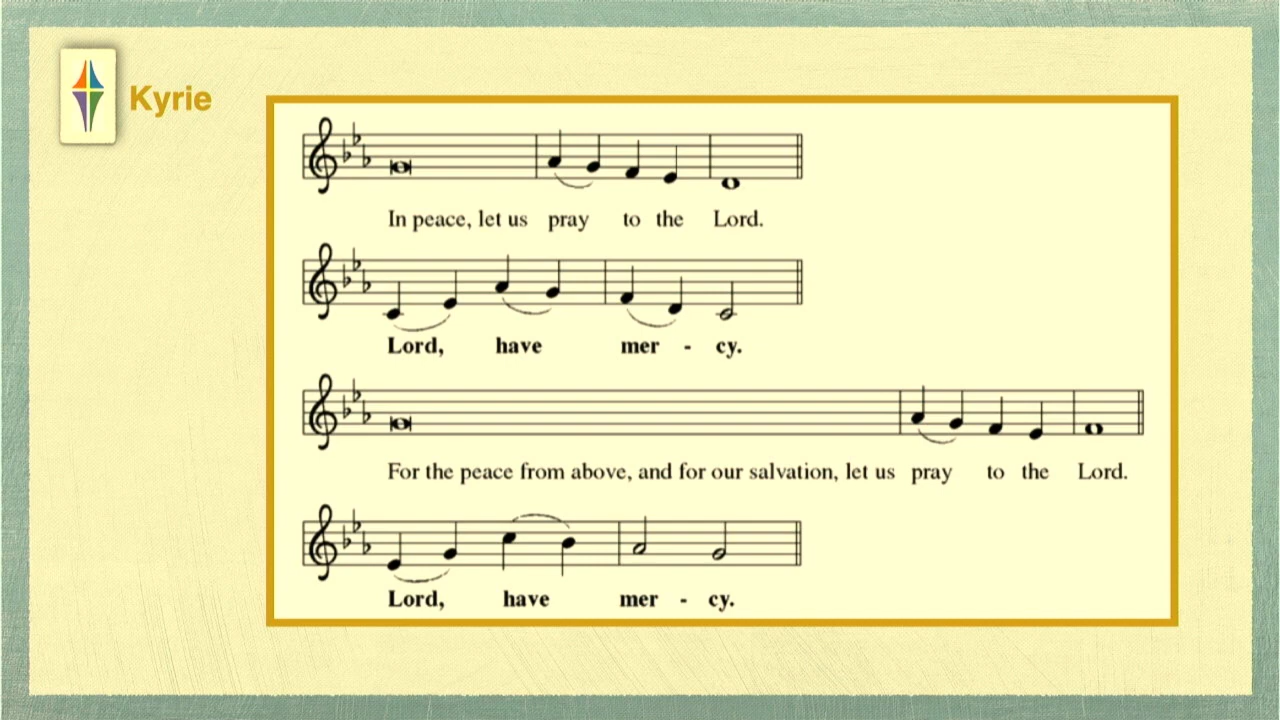 Kyrie
In peace, let us pray to the Lord.
Lord, have mer - cy.
For the peace from above, and for our salvation, let us pray to the Lord.
Lord, have mer - cy.